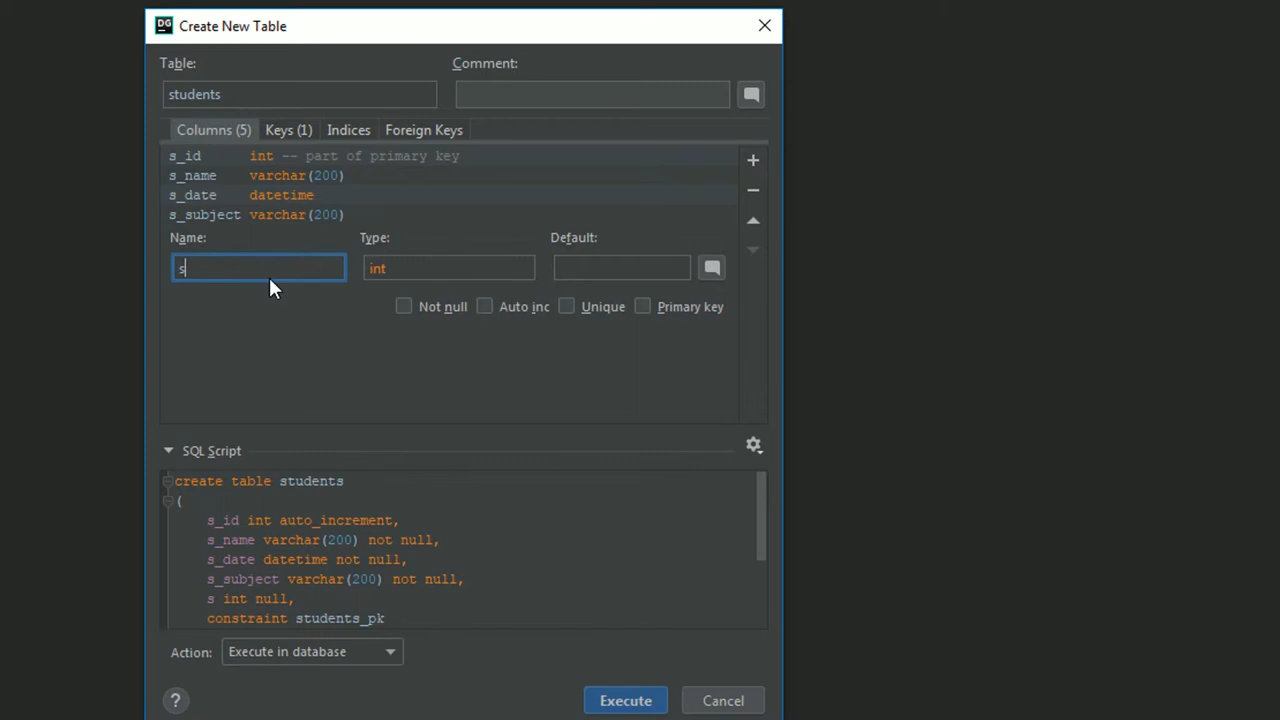 DG Create New Table
Table: Comment:
students
Columns (5) Keys (1) Indices Foreign Keys
s_id int -- part of primary key
s_name varchar(200)
s_date datetime
s_subject varchar(200)
Name: Type: Default:
s int
Not null Auto inc Unique Primary key
SQL Script
create table students
(
s_id int auto_increment,
s_name varchar(200) not null,
s_date datetime not null,
s_subject varchar(200) not null,
s int null,
constraint students_pk
Action: Execute in database
? Execute Cancel